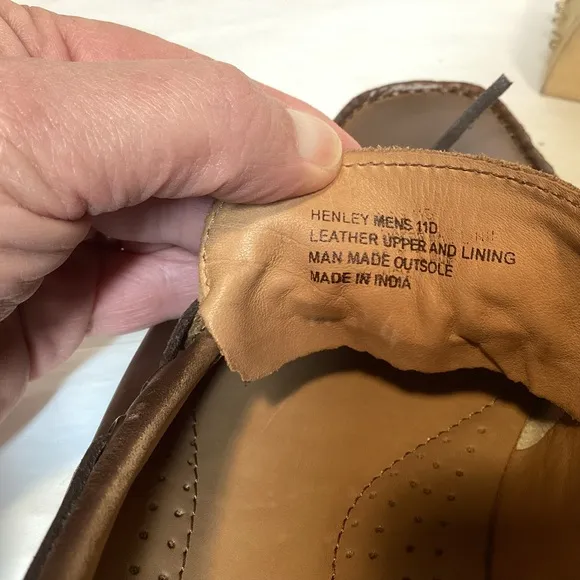 HENLEY MENS 11D
LEATHER UPPER AND LINING
MAN MADE OUTSOLE
MADE IN INDIA